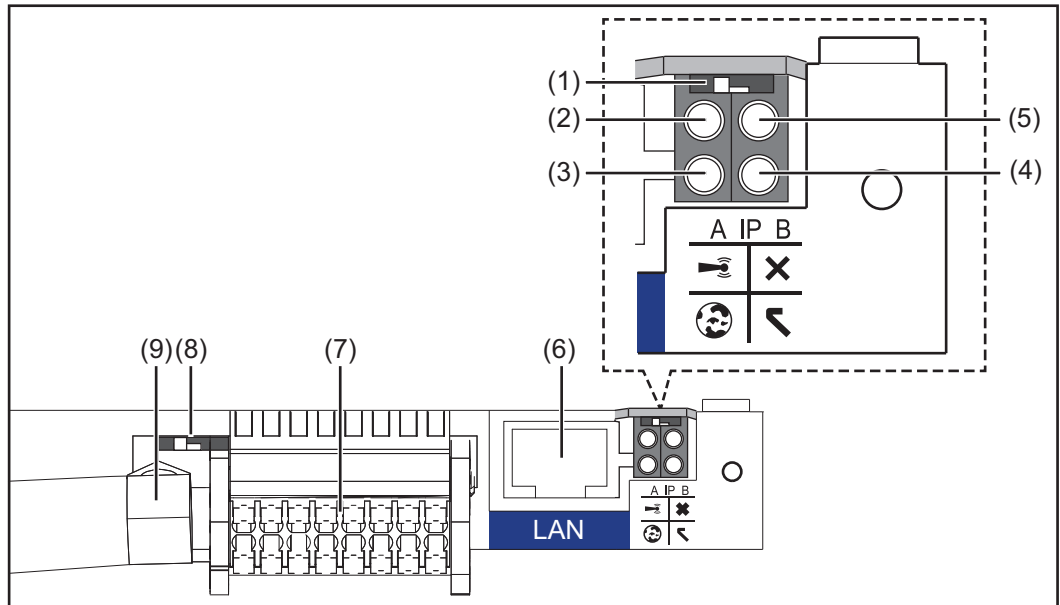 (1)
(2) (5)
(3) (4)
A IP B
(9) (8) (7) (6)
A IP B
LAN